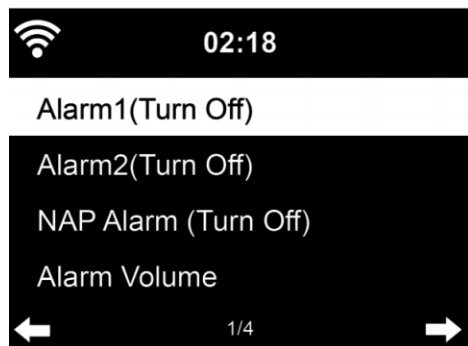 02:18
Alarm1(Turn Off)
Alarm2(Turn Off)
NAP Alarm (Turn Off)
Alarm Volume
1/4